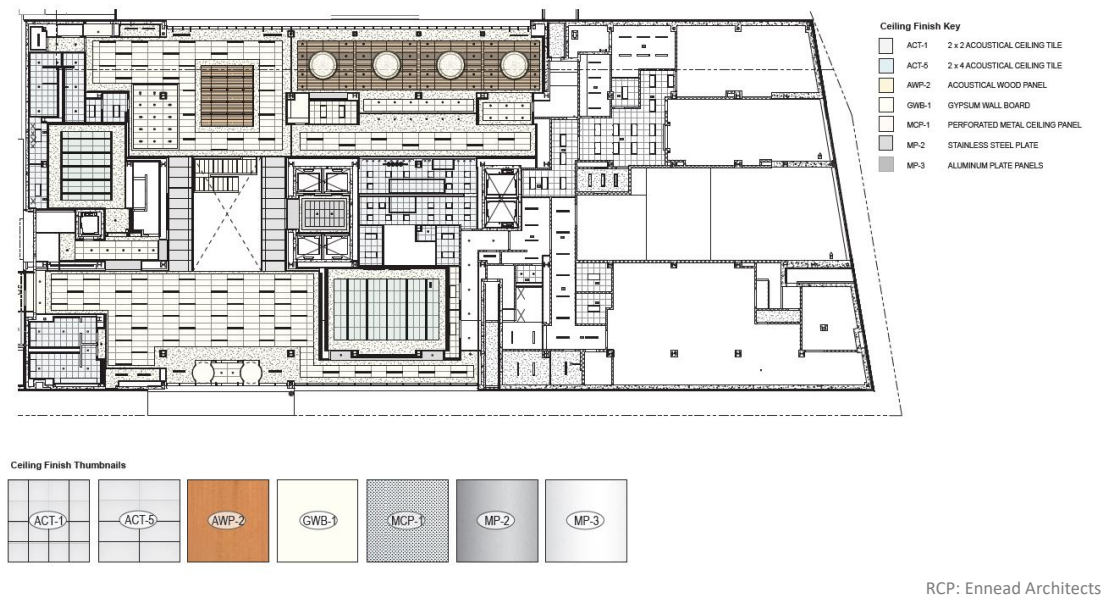 Ceiling Finish Key
ACT-1 2 x 2 ACOUSTICAL CEILING TILE
ACT-5 2 x 4 ACOUSTICAL CEILING TILE
AWP-2 ACOUSTICAL WOOD PANEL
GWB-1 GYPSUM WALL BOARD
MCP-1 PERFORATED METAL CEILING PANEL
MP-2 STAINLESS STEEL PLATE
MP-3 ALUMINUM PLATE PANELS
Ceiling Finish Thumbnails
ACT-1 ACT-5 AWP-2 GWB-1 MCP-1 MP-2 MP-3
RCP: Ennead Architects